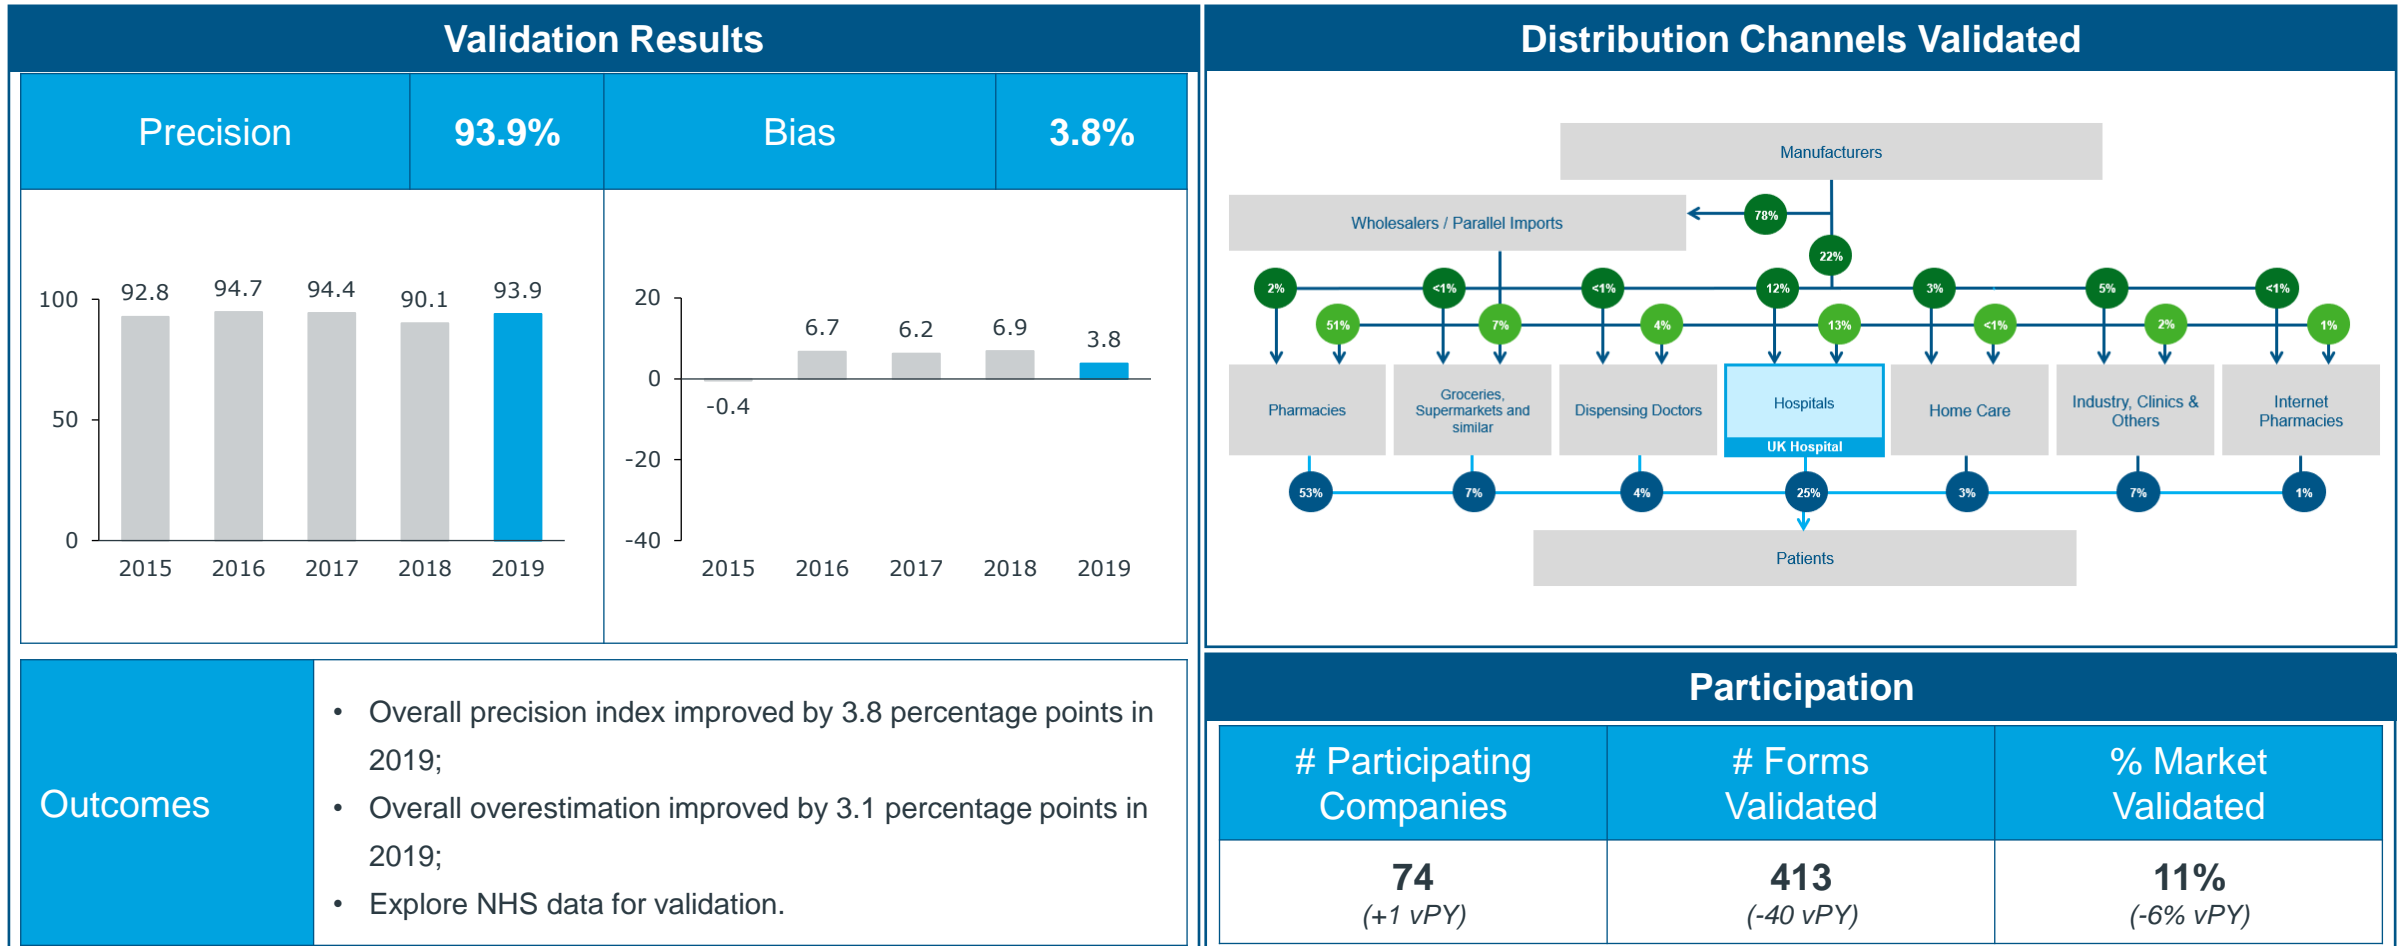 Validation Results
Precision
93.9%
Bias
3.8%
100
50
0
92.8
94.7
94.4
90.1
93.9
2015
2016
2017
2018
2019
20
0
-20
-40
-0.4
6.7
6.2
6.9
3.8
2015
2016
2017
2018
2019
Outcomes
• Overall precision index improved by 3.8 percentage points in
2019;
• Overall overestimation improved by 3.1 percentage points in
2019;
• Explore NHS data for validation.
Distribution Channels Validated
Manufacturers
Wholesalers / Parallel Imports
78%
22%
2%
<1%
<1%
12%
3%
5%
<1%
51%
7%
4%
13%
<1%
2%
1%
Pharmacies
Groceries,
Supermarkets and
similar
Dispensing Doctors
Hospitals
UK Hospital
Home Care
Industry, Clinics &
Others
Internet
Pharmacies
53%
7%
4%
25%
3%
7%
1%
Patients
Participation
# Participating
Companies
# Forms
Validated
% Market
Validated
74
(+1 vPY)
413
(-40 vPY)
11%
(-6% vPY)